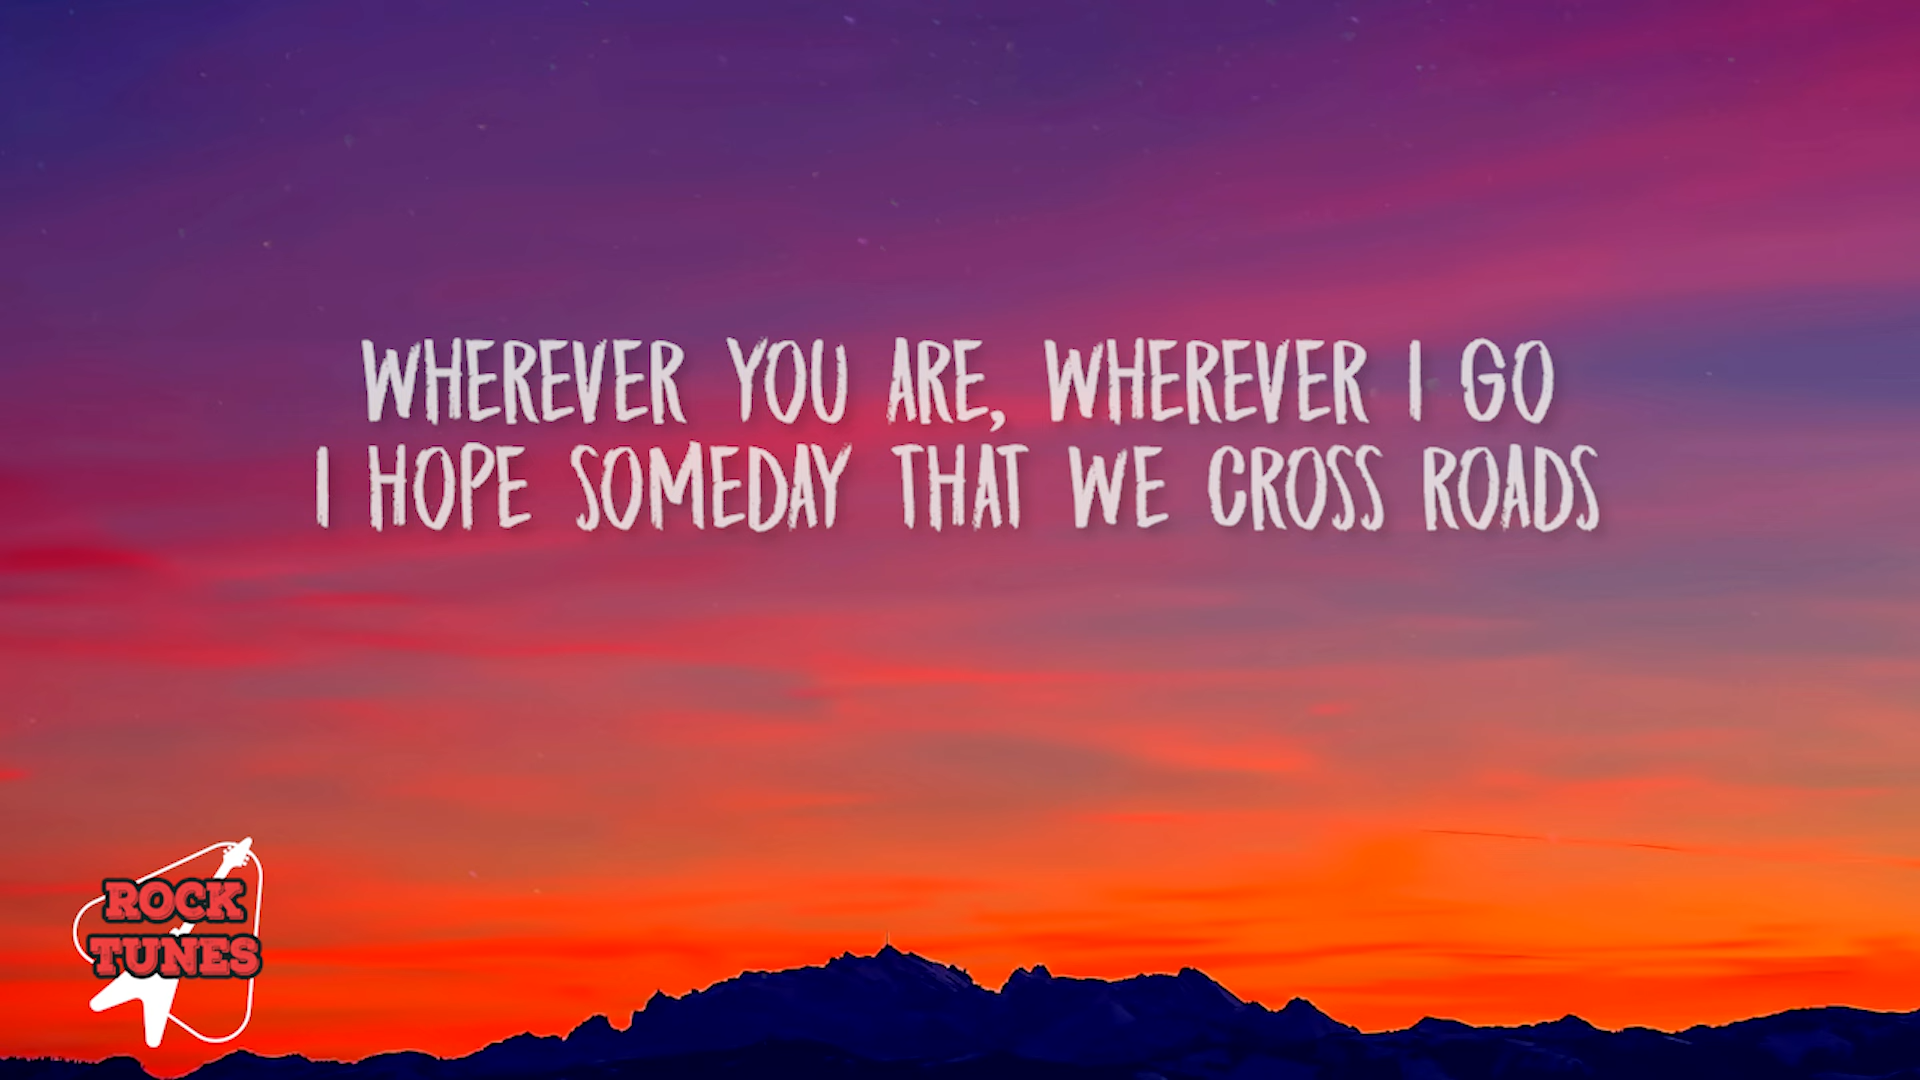 WHEREVER YOU ARE, WHEREVER I GO
I HOPE SOMEDAY THAT WE CROSS ROADS
ROCK
TUNES